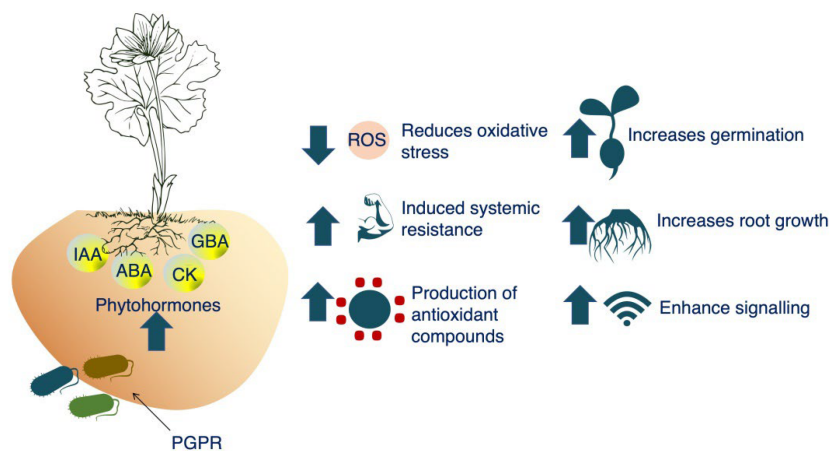 IAA
ABA
CK
GBA
Phytohormones
PGPR
ROS
Reduces oxidative
stress
Induced systemic
resistance
Production of
antioxidant
compounds
Increases germination
Increases root growth
Enhance signalling